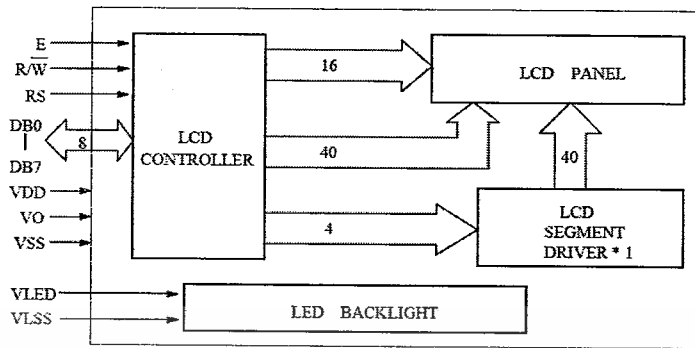 E
R/W
RS
DB0
DB7
8
VDD
VO
VSS
VLED
VLSS
LCD
CONTROLLER
16
40
4
LCD PANEL
40
LCD
SEGMENT
DRIVER * 1
LED BACKLIGHT